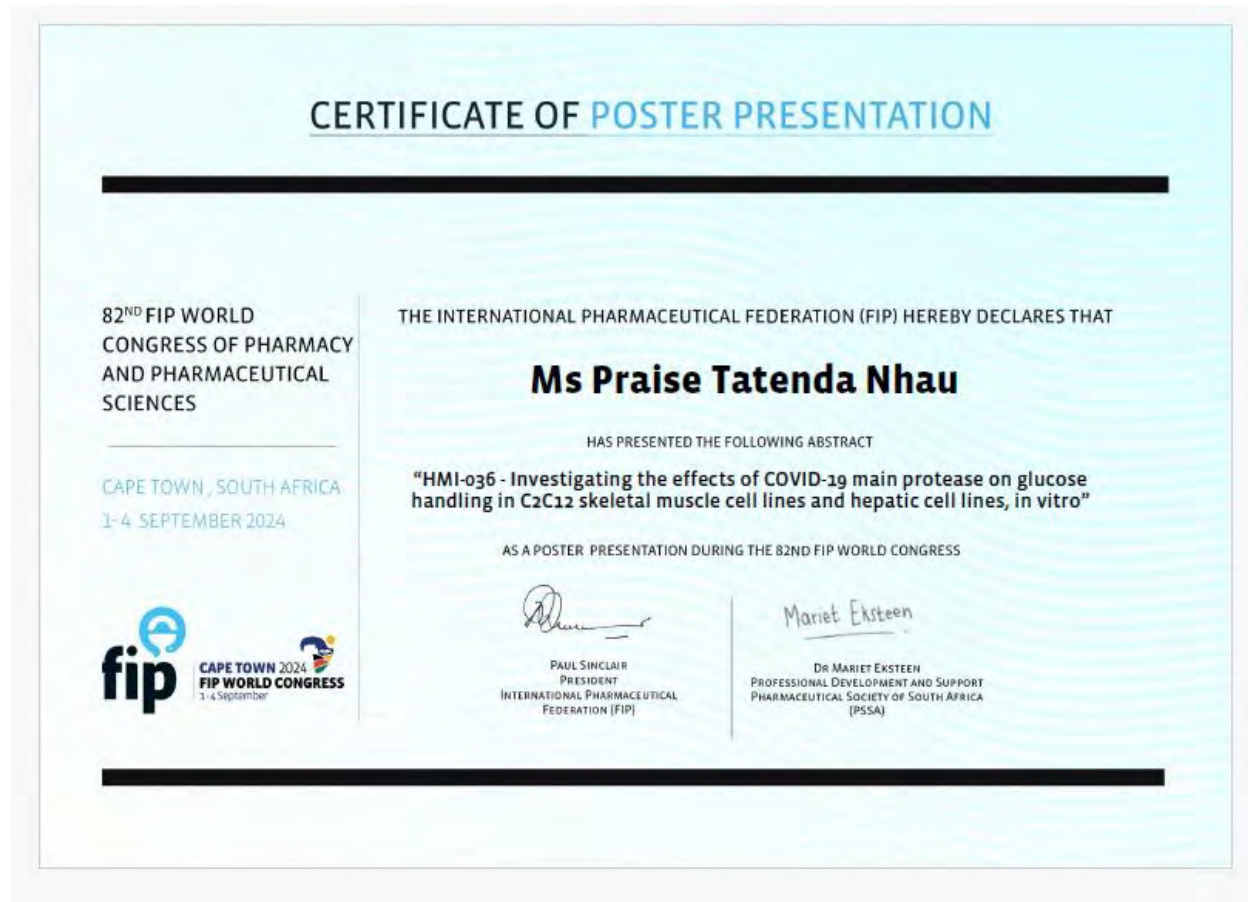 CERTIFICATE OF POSTER PRESENTATION
82ND FIP WORLD
CONGRESS OF PHARMACY
AND PHARMACEUTICAL
SCIENCES
CAPE TOWN, SOUTH AFRICA
1-4 SEPTEMBER 2024
fip
CAPE TOWN 2024
FIP WORLD CONGRESS
1-4 September
THE INTERNATIONAL PHARMACEUTICAL FEDERATION (FIP) HEREBY DECLARES THAT
Ms Praise Tatenda Nhau
HAS PRESENTED THE FOLLOWING ABSTRACT
“HMI-036 - Investigating the effects of COVID-19 main protease on glucose
handling in C2C12 skeletal muscle cell lines and hepatic cell lines, in vitro”
AS A POSTER PRESENTATION DURING THE 82ND FIP WORLD CONGRESS
PAUL SINCLAIR
PRESIDENT
INTERNATIONAL PHARMACEUTICAL
FEDERATION (FIP)
Mariet Eksteen
DR MARIET EKSTEEN
PROFESSIONAL DEVELOPMENT AND SUPPORT
PHARMACEUTICAL SOCIETY OF SOUTH AFRICA
(PSSA)